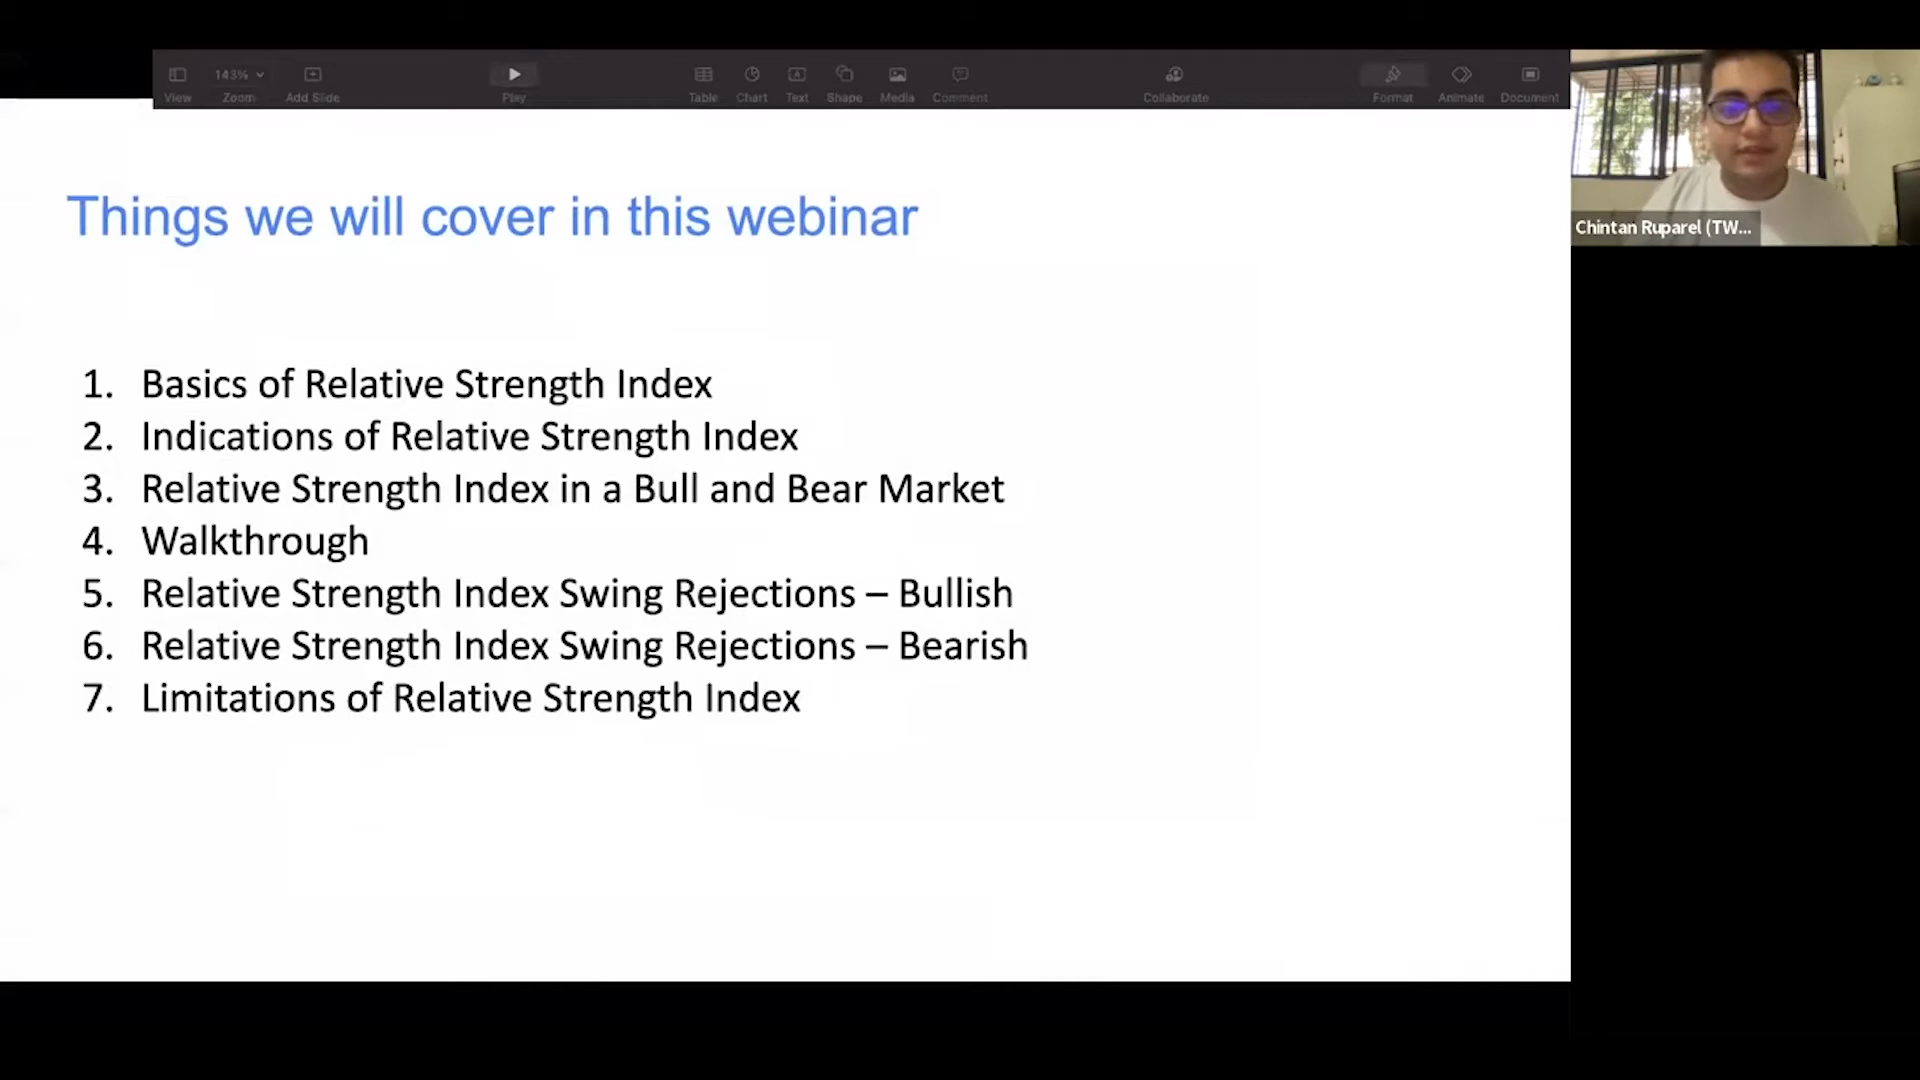 143%
View Zoom Add Slide Play Table Chart Text Shape Media Comment Collaborate Format Animate Document
Chintan Ruparel (TW...
Things we will cover in this webinar
1. Basics of Relative Strength Index
2. Indications of Relative Strength Index
3. Relative Strength Index in a Bull and Bear Market
4. Walkthrough
5. Relative Strength Index Swing Rejections – Bullish
6. Relative Strength Index Swing Rejections – Bearish
7. Limitations of Relative Strength Index